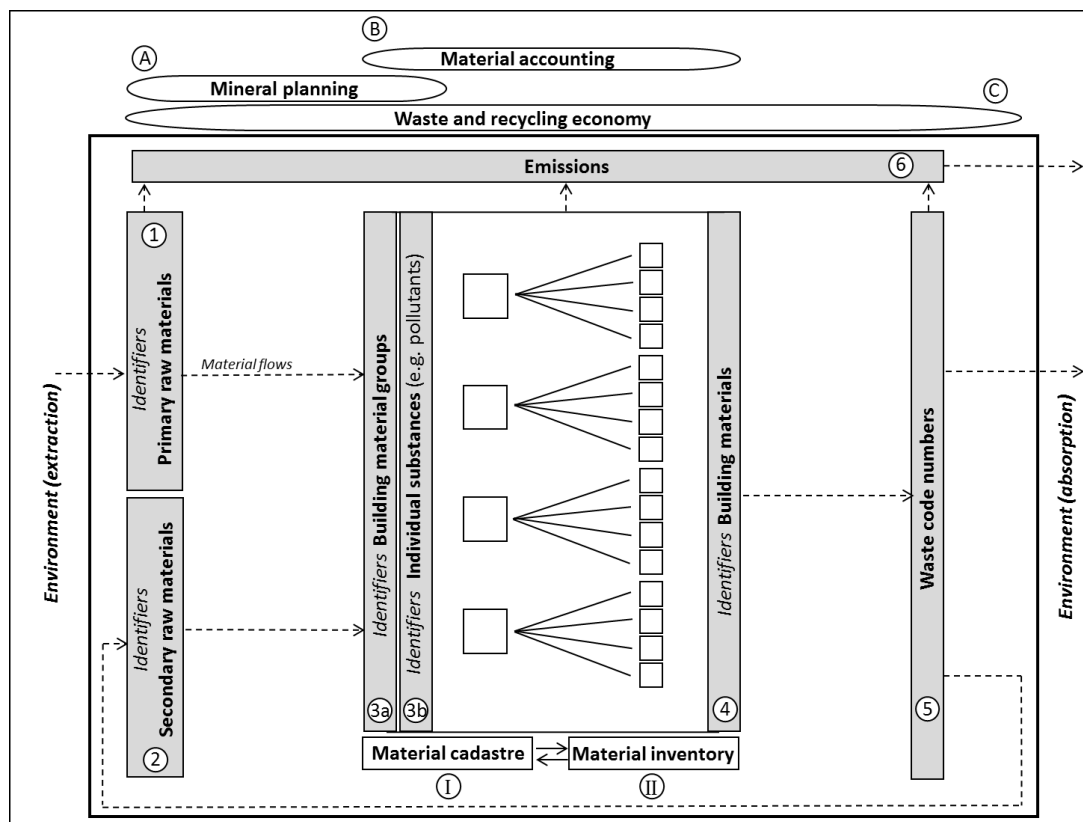 B
Material accounting
A
Mineral planning
C
Waste and recycling economy
Emissions
6
1
Identifiers
Primary raw materials
Material flows
Identifiers
Secondary raw materials
2
Environment (extraction)
Identifiers Building material groups
3a
Identifiers Individual substances (e.g. pollutants)
3b
Identifiers Building materials
4
Waste code numbers
5
Environment (absorption)
Material cadastre
Material inventory
I
II